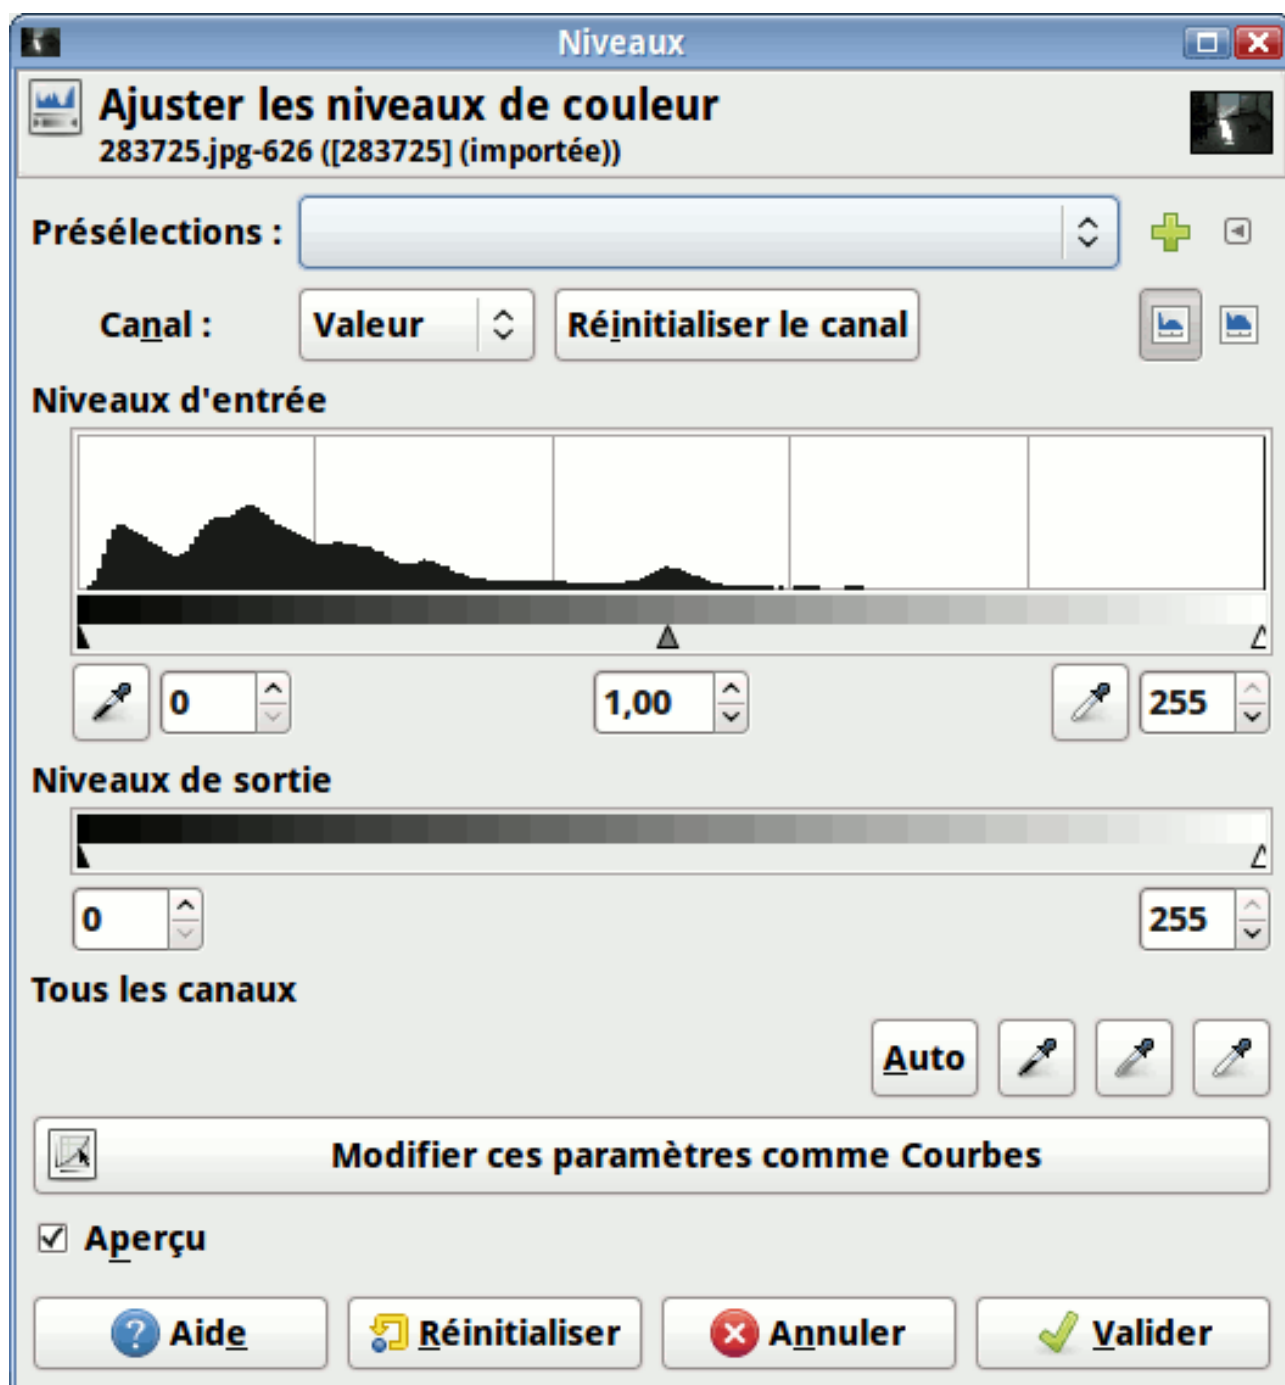 Niveaux
Ajuster les niveaux de couleur
283725.jpg-626 ([283725] (importée))
Présélections :
Canal : Valeur Réinitialiser le canal
Niveaux d'entrée
0 1,00 255
Niveaux de sortie
0 255
Tous les canaux
Auto
Modifier ces paramètres comme Courbes
Aperçu
Aide Réinitialiser Annuler Valider